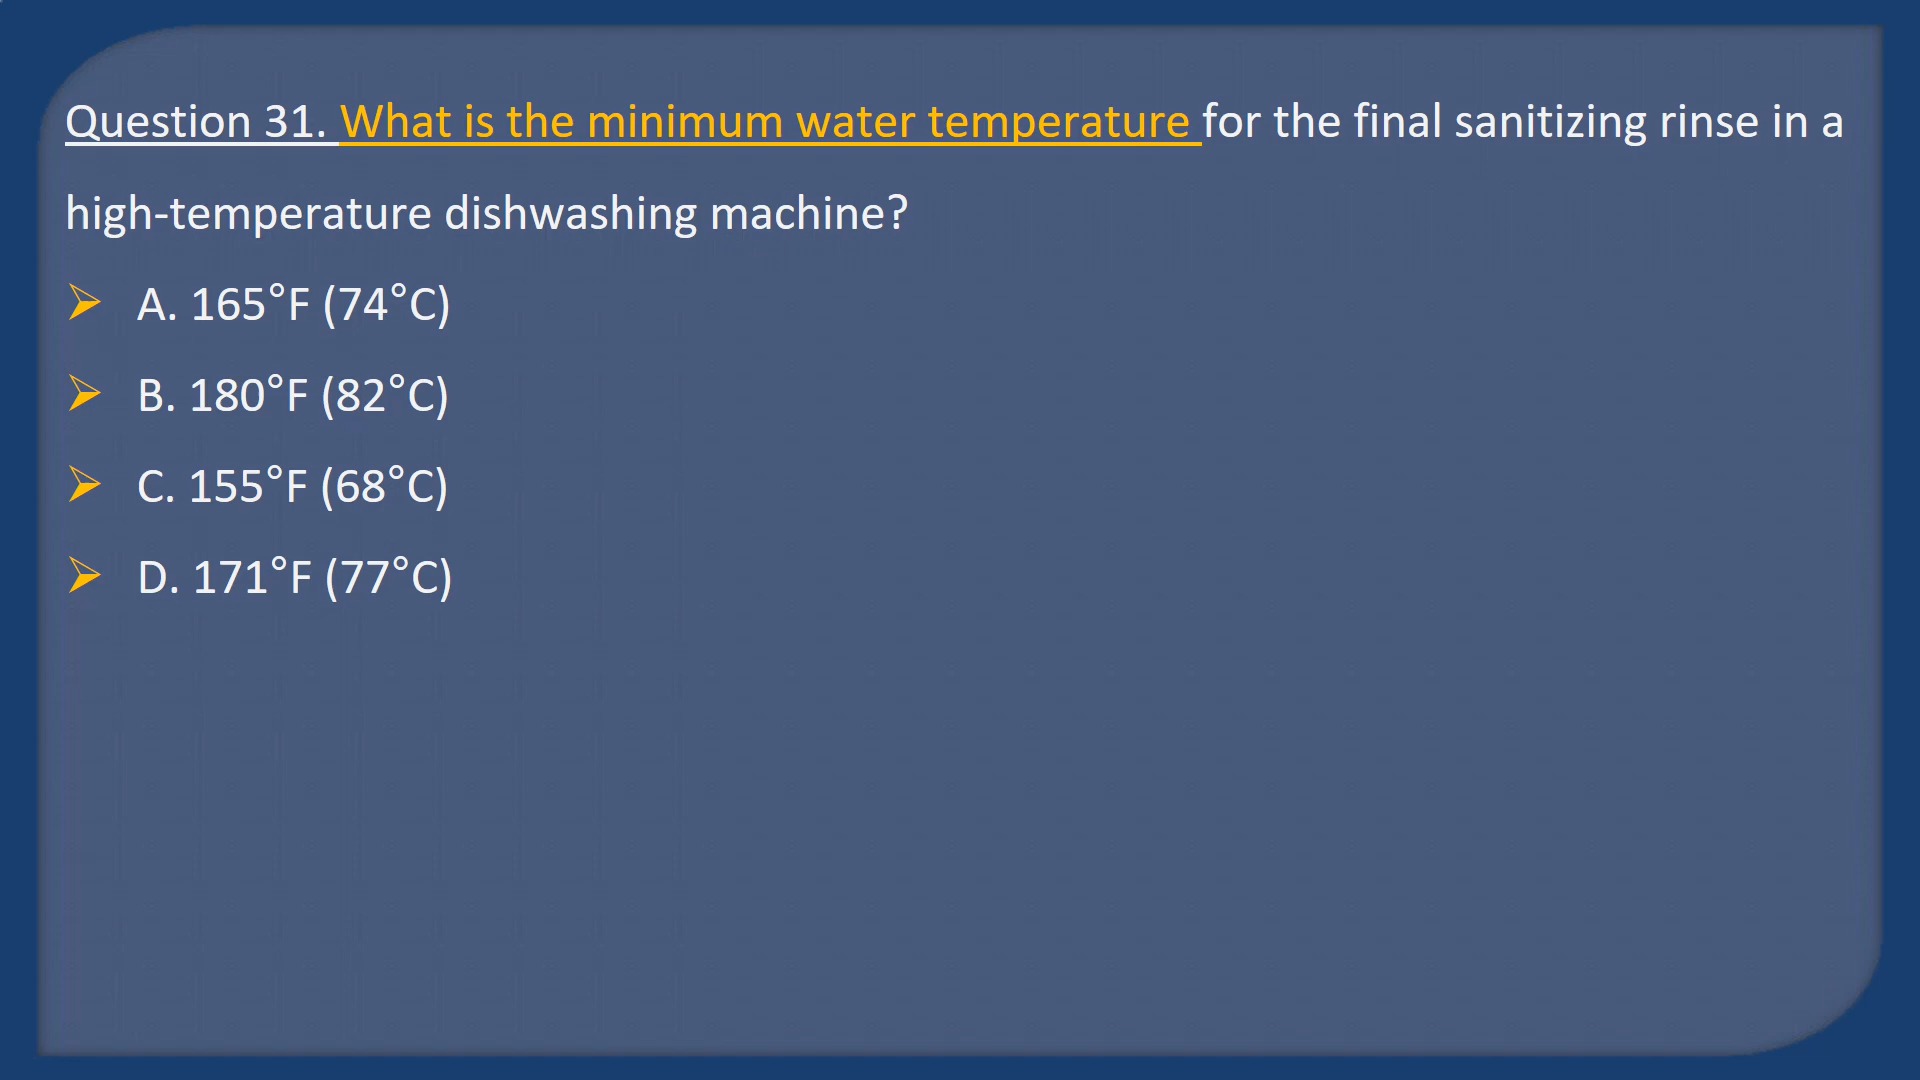 Question 31. What is the minimum water temperature for the final sanitizing rinse in a
high-temperature dishwashing machine?
A. 165°F (74°C)
B. 180°F (82°C)
C. 155°F (68°C)
D. 171°F (77°C)